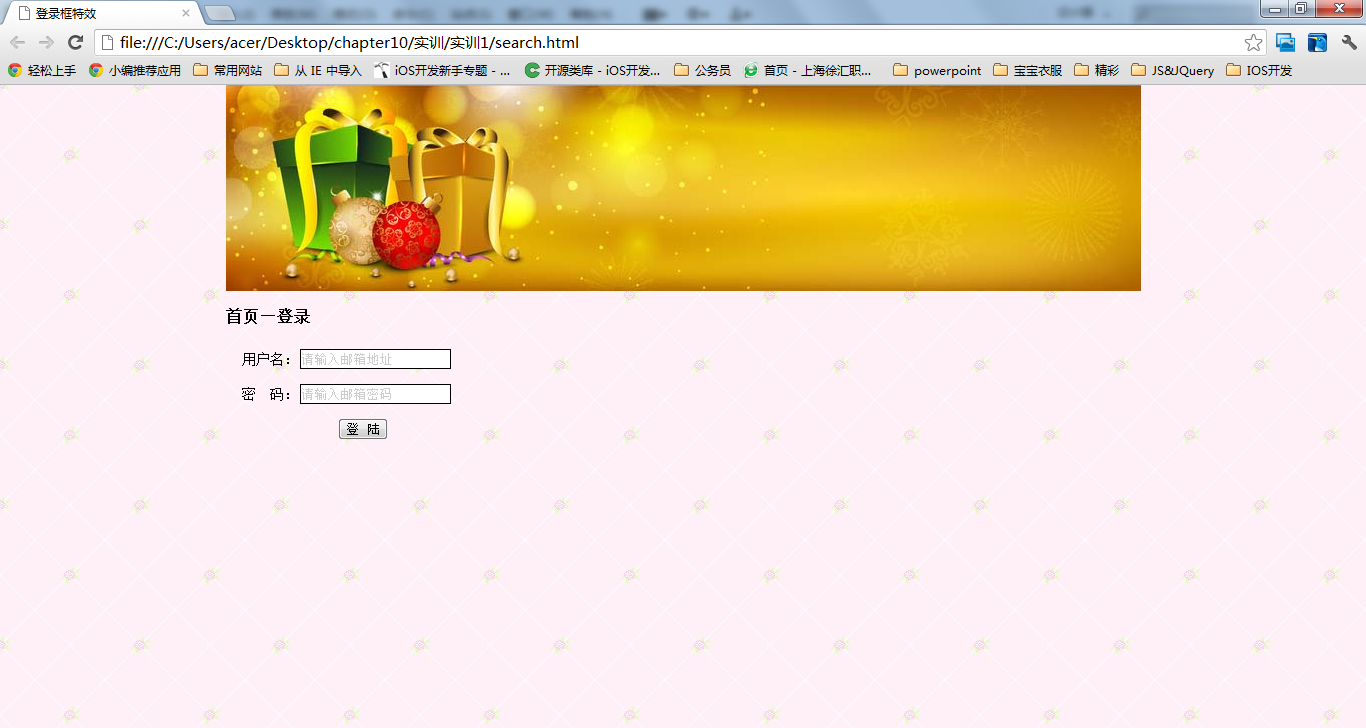 登录框特效
file:///C:/Users/acer/Desktop/chapter10/实训/实训1/search.html
轻松上手 小编推荐应用 常用网站 从 IE 中导入 iOS开发新手专题 - ... 开源类库 - iOS开发... 公务员 首页 - 上海徐汇职... powerpoint 宝宝衣服 精彩 JS&JQuery IOS开发
首页—登录
用户名： 请输入邮箱地址
密 码： 请输入邮箱密码
登 陆